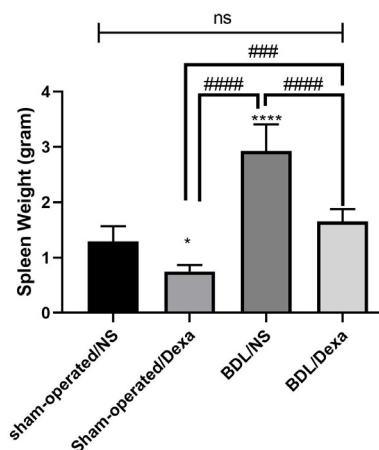 ns
###
#### ####
****
*
Spleen Weight (gram)
4
3
2
1
0
sham-operated/NS
Sham-operated/Dexa
BDL/NS
BDL/Dexa